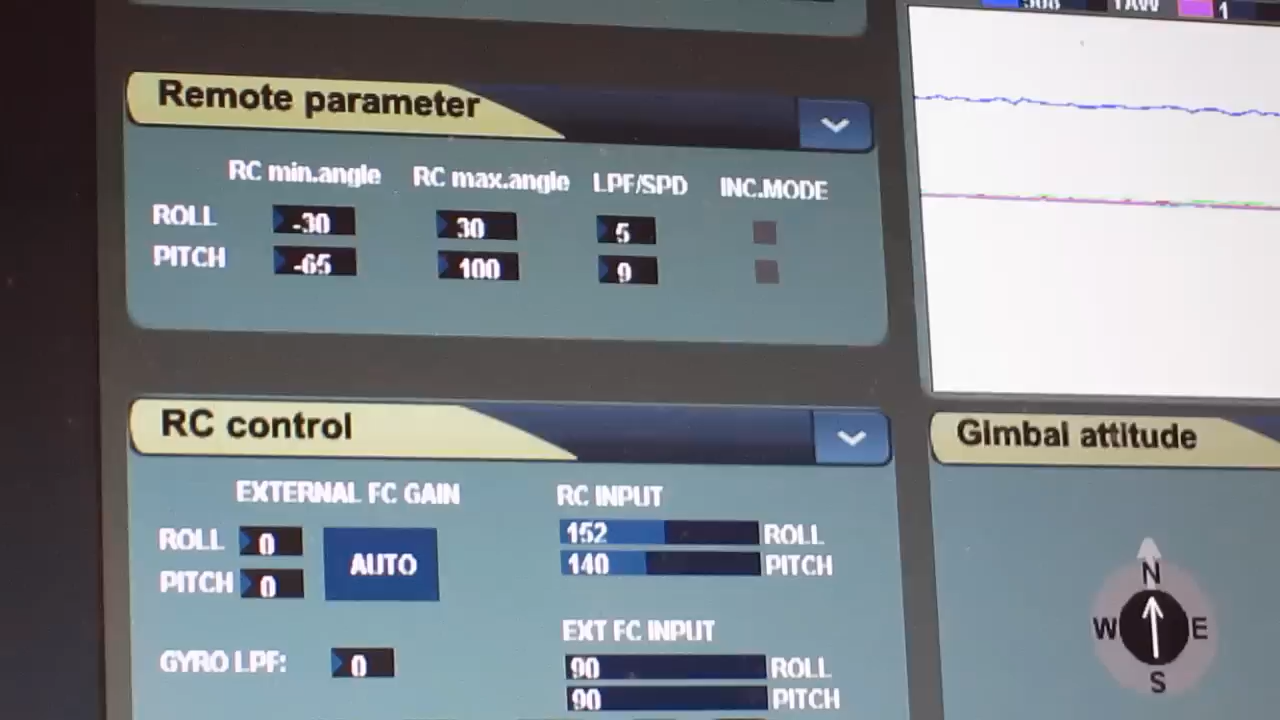 YAW 1
Remote parameter
RC min.angle RC max.angle LPF/SPD INC.MODE
ROLL -30 30 5
PITCH -65 100 9
RC control
Gimbal attitude
EXTERNAL FC GAIN RC INPUT
ROLL 0 AUTO 152 ROLL
PITCH 0 140 PITCH
N
W E
S
EXT FC INPUT
GYRO LPF: 0 90 ROLL
90 PITCH